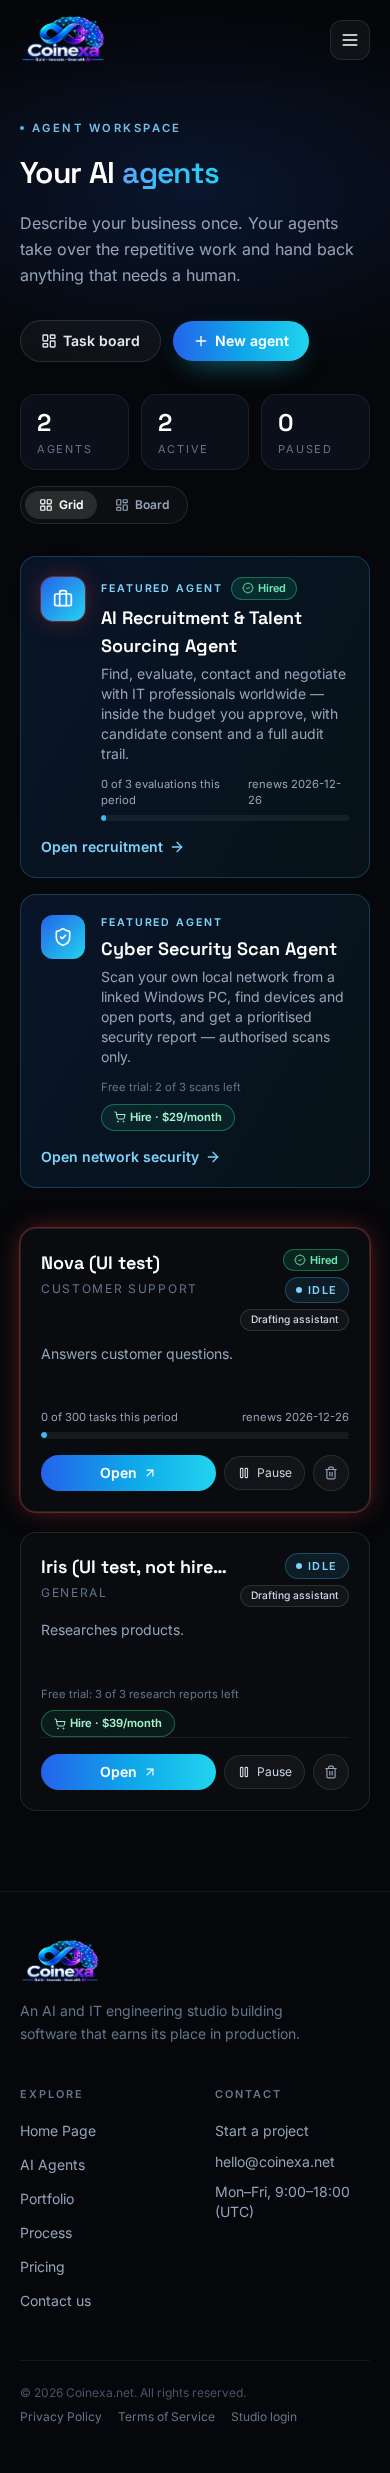 Coinexa
AGENT WORKSPACE
Your AI agents
Describe your business once. Your agents
take over the repetitive work and hand back
anything that needs a human.
Task board
New agent
2
AGENTS
2
ACTIVE
0
PAUSED
Grid
Board
FEATURED AGENT
Hired
AI Recruitment & Talent
Sourcing Agent
Find, evaluate, contact and negotiate
with IT professionals worldwide —
inside the budget you approve, with
candidate consent and a full audit
trail.
0 of 3 evaluations this
period
renews 2026-12-
26
Open recruitment
FEATURED AGENT
Cyber Security Scan Agent
Scan your own local network from a
linked Windows PC, find devices and
open ports, and get a prioritised
security report — authorised scans
only.
Free trial: 2 of 3 scans left
Hire · $29/month
Open network security
Nova (UI test)
Hired
CUSTOMER SUPPORT
IDLE
Drafting assistant
Answers customer questions.
0 of 300 tasks this period
renews 2026-12-26
Open
Pause
Iris (UI test, not hire...
IDLE
GENERAL
Drafting assistant
Researches products.
Free trial: 3 of 3 research reports left
Hire · $39/month
Open
Pause
Coinexa
An AI and IT engineering studio building
software that earns its place in production.
EXPLORE
Home Page
AI Agents
Portfolio
Process
Pricing
Contact us
CONTACT
Start a project
hello@coinexa.net
Mon–Fri, 9:00–18:00
(UTC)
© 2026 Coinexa.net. All rights reserved.
Privacy Policy
Terms of Service
Studio login